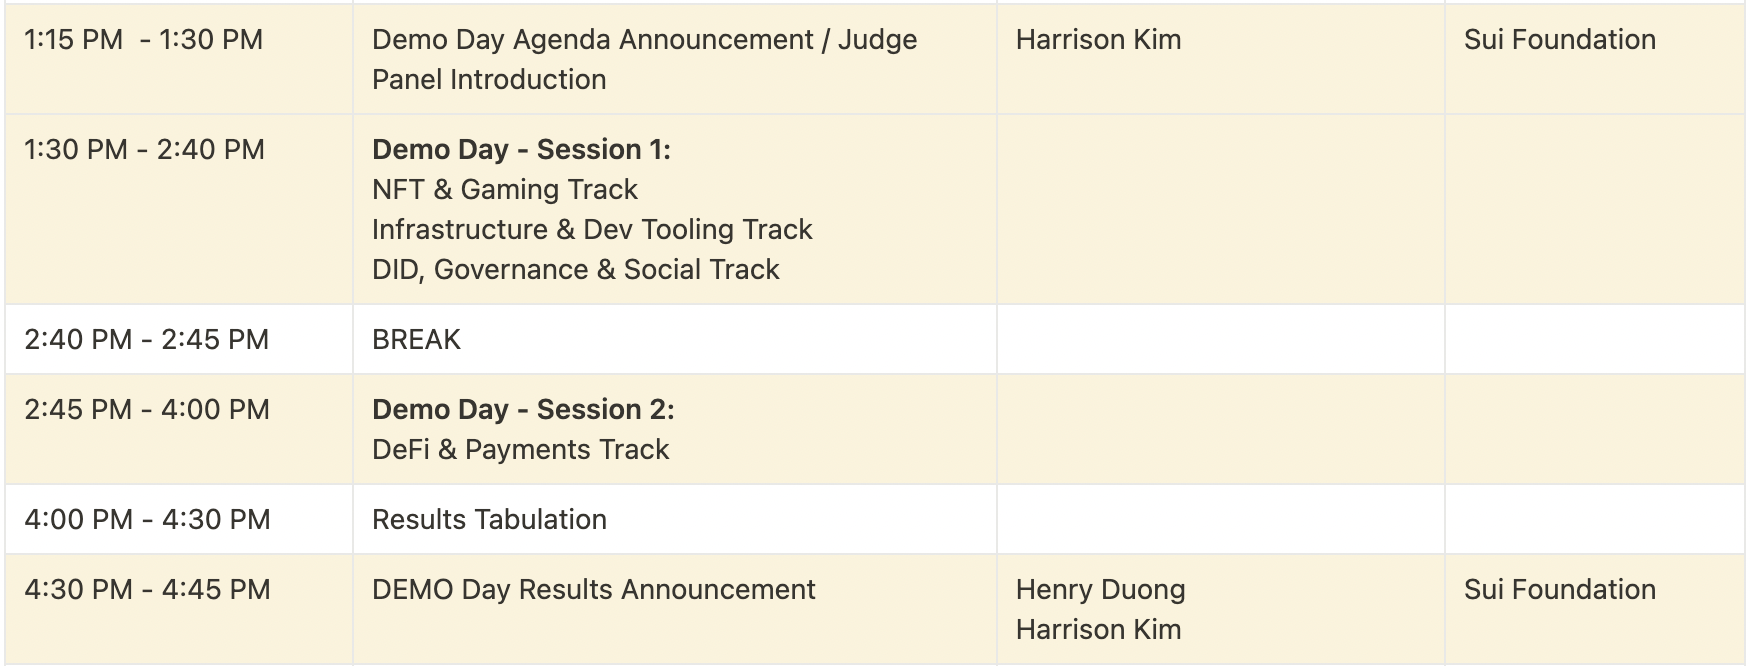 1:15 PM  - 1:30 PM
Demo Day Agenda Announcement / Judge
Panel Introduction
Harrison Kim
Sui Foundation
1:30 PM - 2:40 PM
Demo Day - Session 1:
NFT & Gaming Track
Infrastructure & Dev Tooling Track
DID, Governance & Social Track
2:40 PM - 2:45 PM
BREAK
2:45 PM - 4:00 PM
Demo Day - Session 2:
DeFi & Payments Track
4:00 PM - 4:30 PM
Results Tabulation
4:30 PM - 4:45 PM
DEMO Day Results Announcement
Henry Duong
Harrison Kim
Sui Foundation